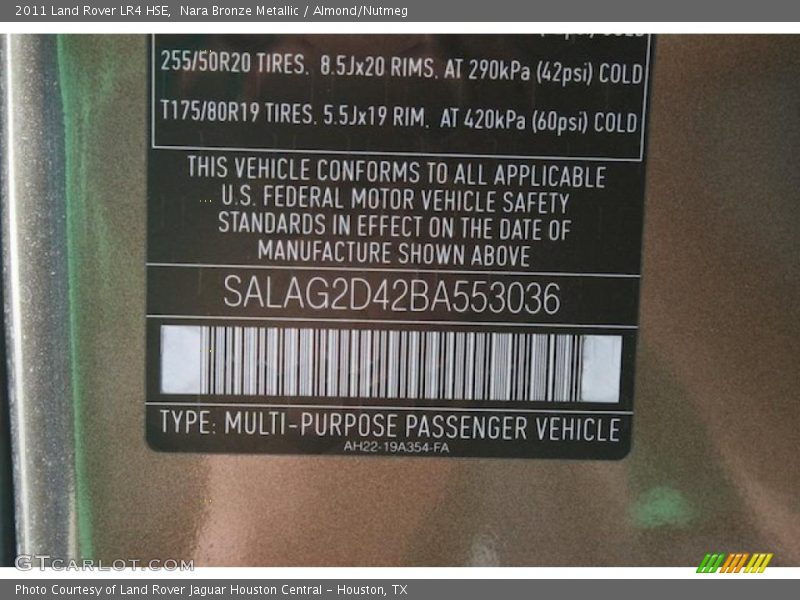 2011 Land Rover LR4 HSE, Nara Bronze Metallic / Almond/Nutmeg
255/50R20 TIRES, 8.5Jx20 RIMS, AT 290kPa (42psi) COLD
T175/80R19 TIRES, 5.5Jx19 RIM, AT 420kPa (60psi) COLD
THIS VEHICLE CONFORMS TO ALL APPLICABLE
U.S. FEDERAL MOTOR VEHICLE SAFETY
STANDARDS IN EFFECT ON THE DATE OF
MANUFACTURE SHOWN ABOVE
SALAG2D42BA553036
TYPE: MULTI-PURPOSE PASSENGER VEHICLE
AH22-19A354-FA
GTCARLOT.COM
Photo Courtesy of Land Rover Jaguar Houston Central - Houston, TX